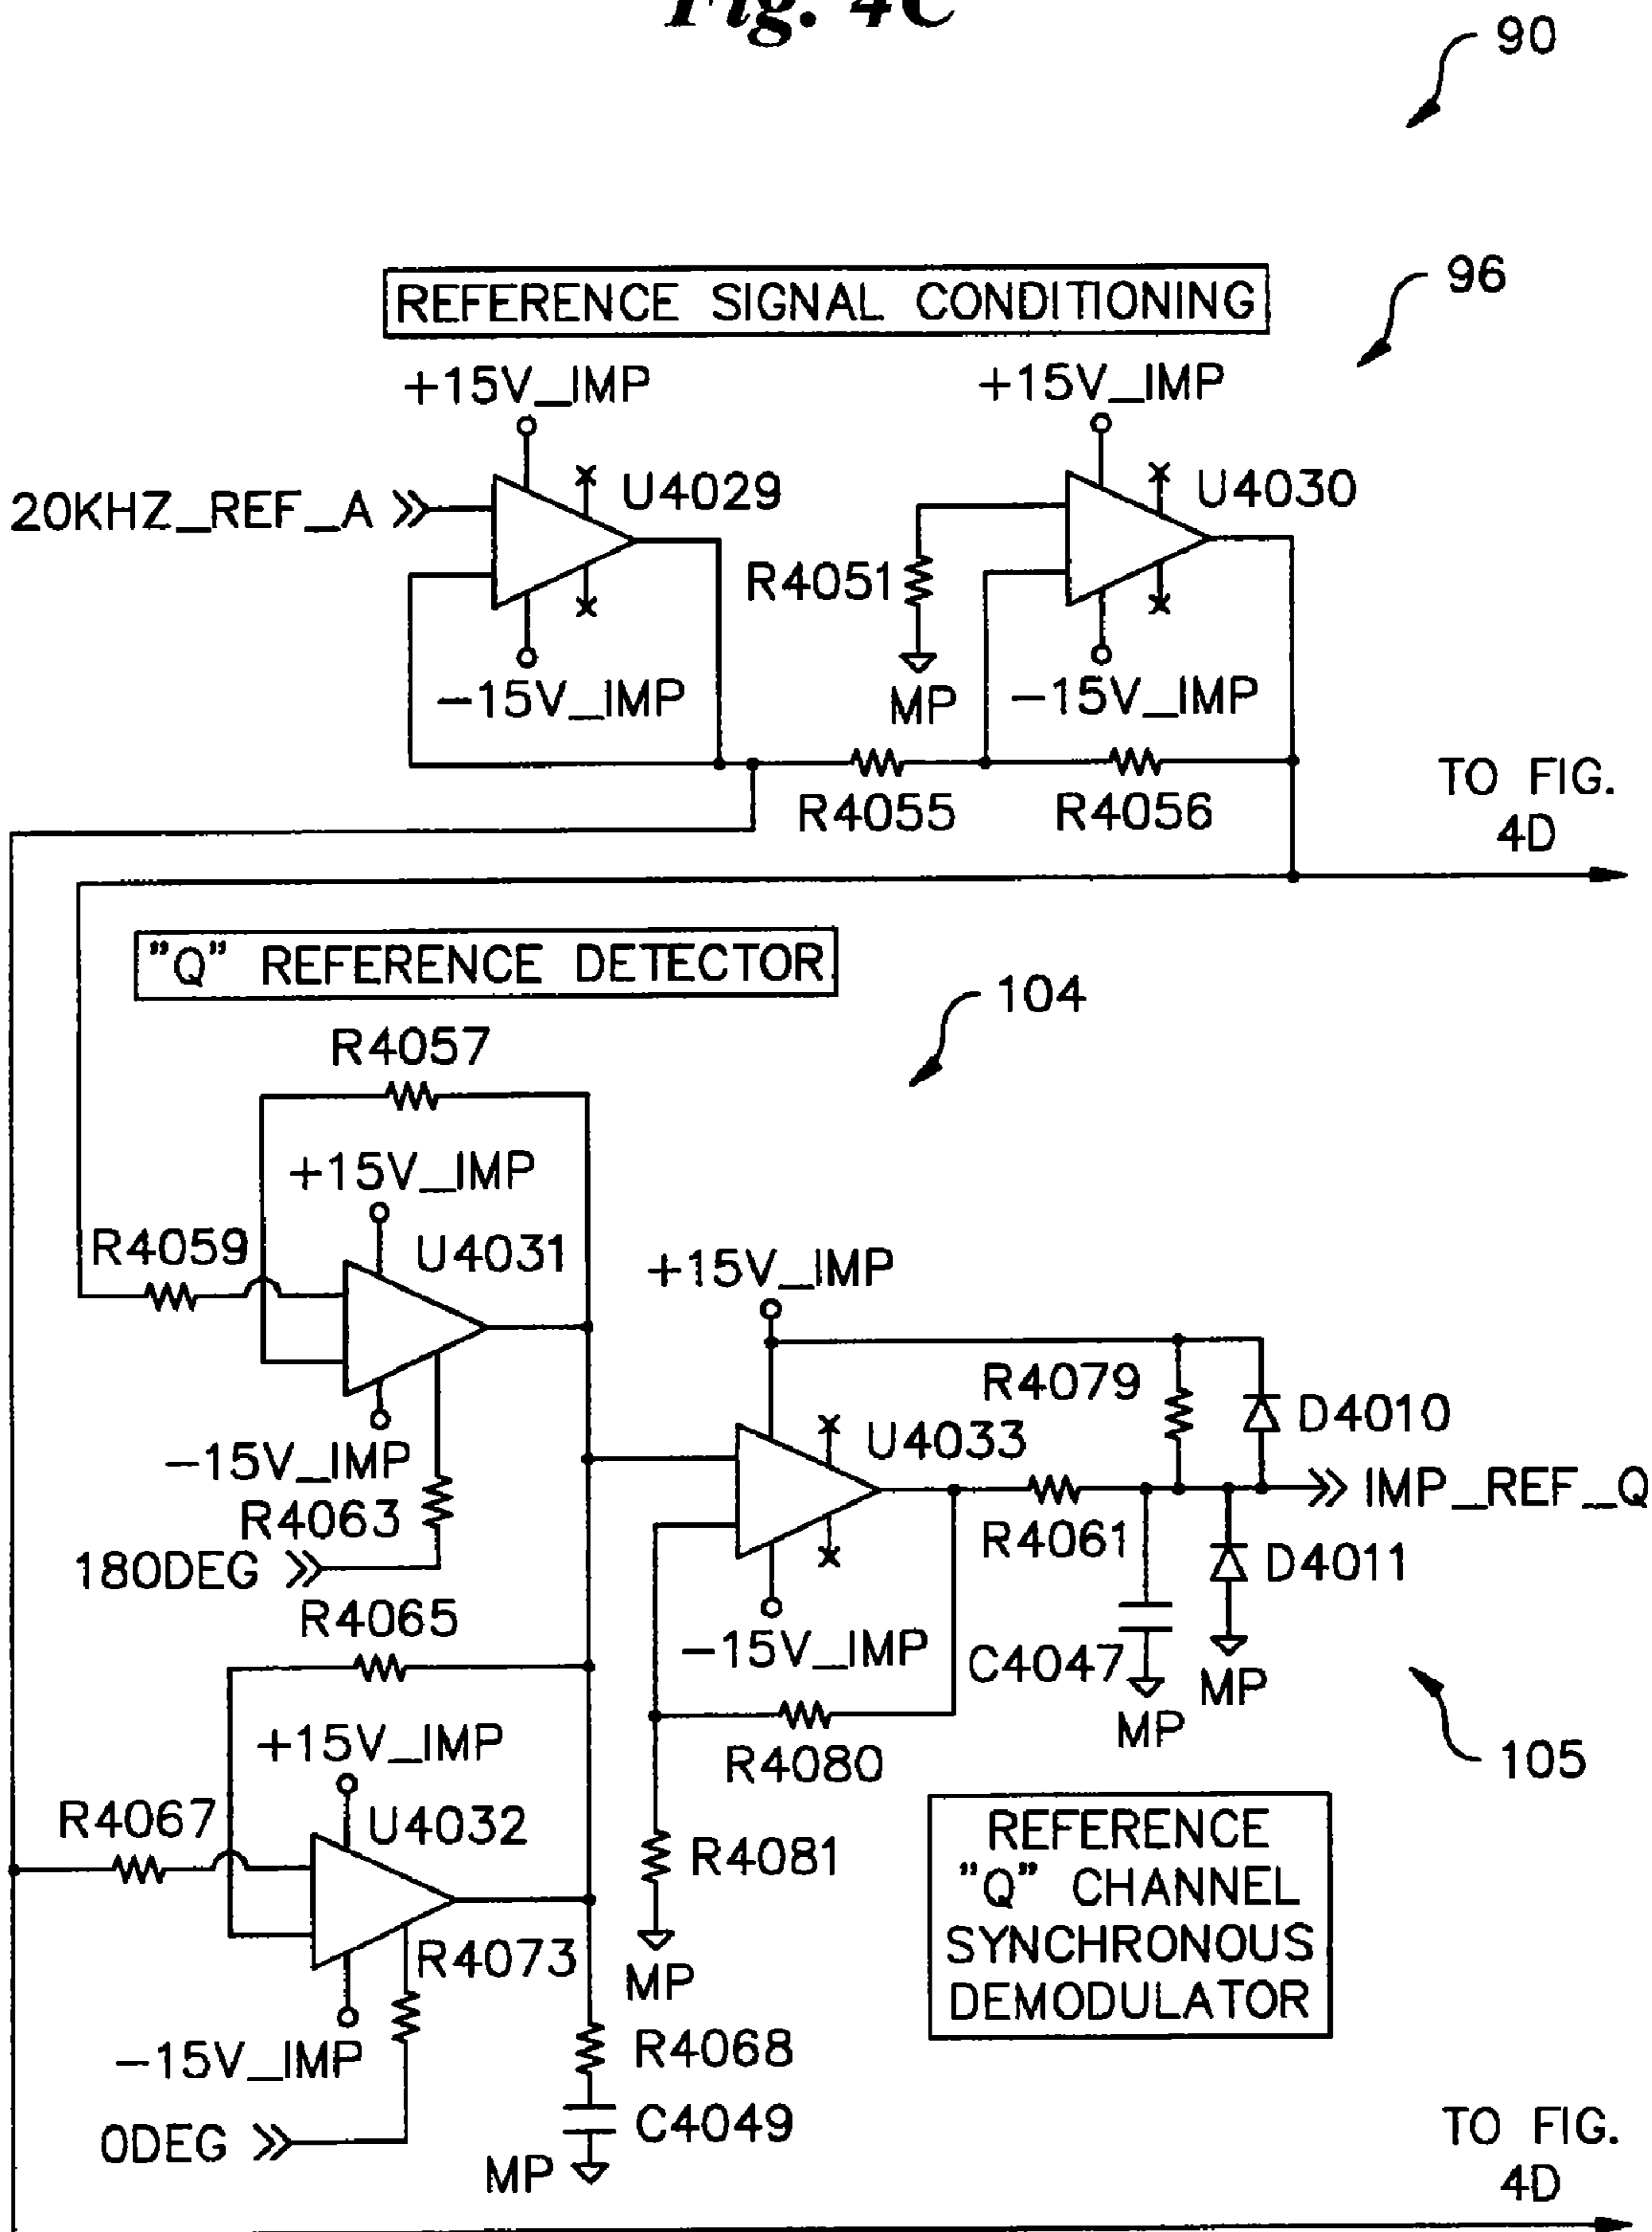 Fig. 4C
90
REFERENCE SIGNAL CONDITIONING
96
+15V_IMP
+15V_IMP
20KHZ_REF_A
U4029
U4030
R4051
-15V_IMP
MP
-15V_IMP
R4055
R4056
TO FIG.
4D
"Q" REFERENCE DETECTOR
104
R4057
+15V_IMP
R4059
U4031
+15V_IMP
R4079
D4010
-15V_IMP
U4033
R4063
IMP_REF_Q
180DEG
R4061
D4011
R4065
-15V_IMP
C4047
MP
MP
+15V_IMP
R4080
105
R4067
U4032
R4081
REFERENCE
"Q" CHANNEL
SYNCHRONOUS
DEMODULATOR
R4073
MP
-15V_IMP
R4068
0DEG
C4049
MP
TO FIG.
4D